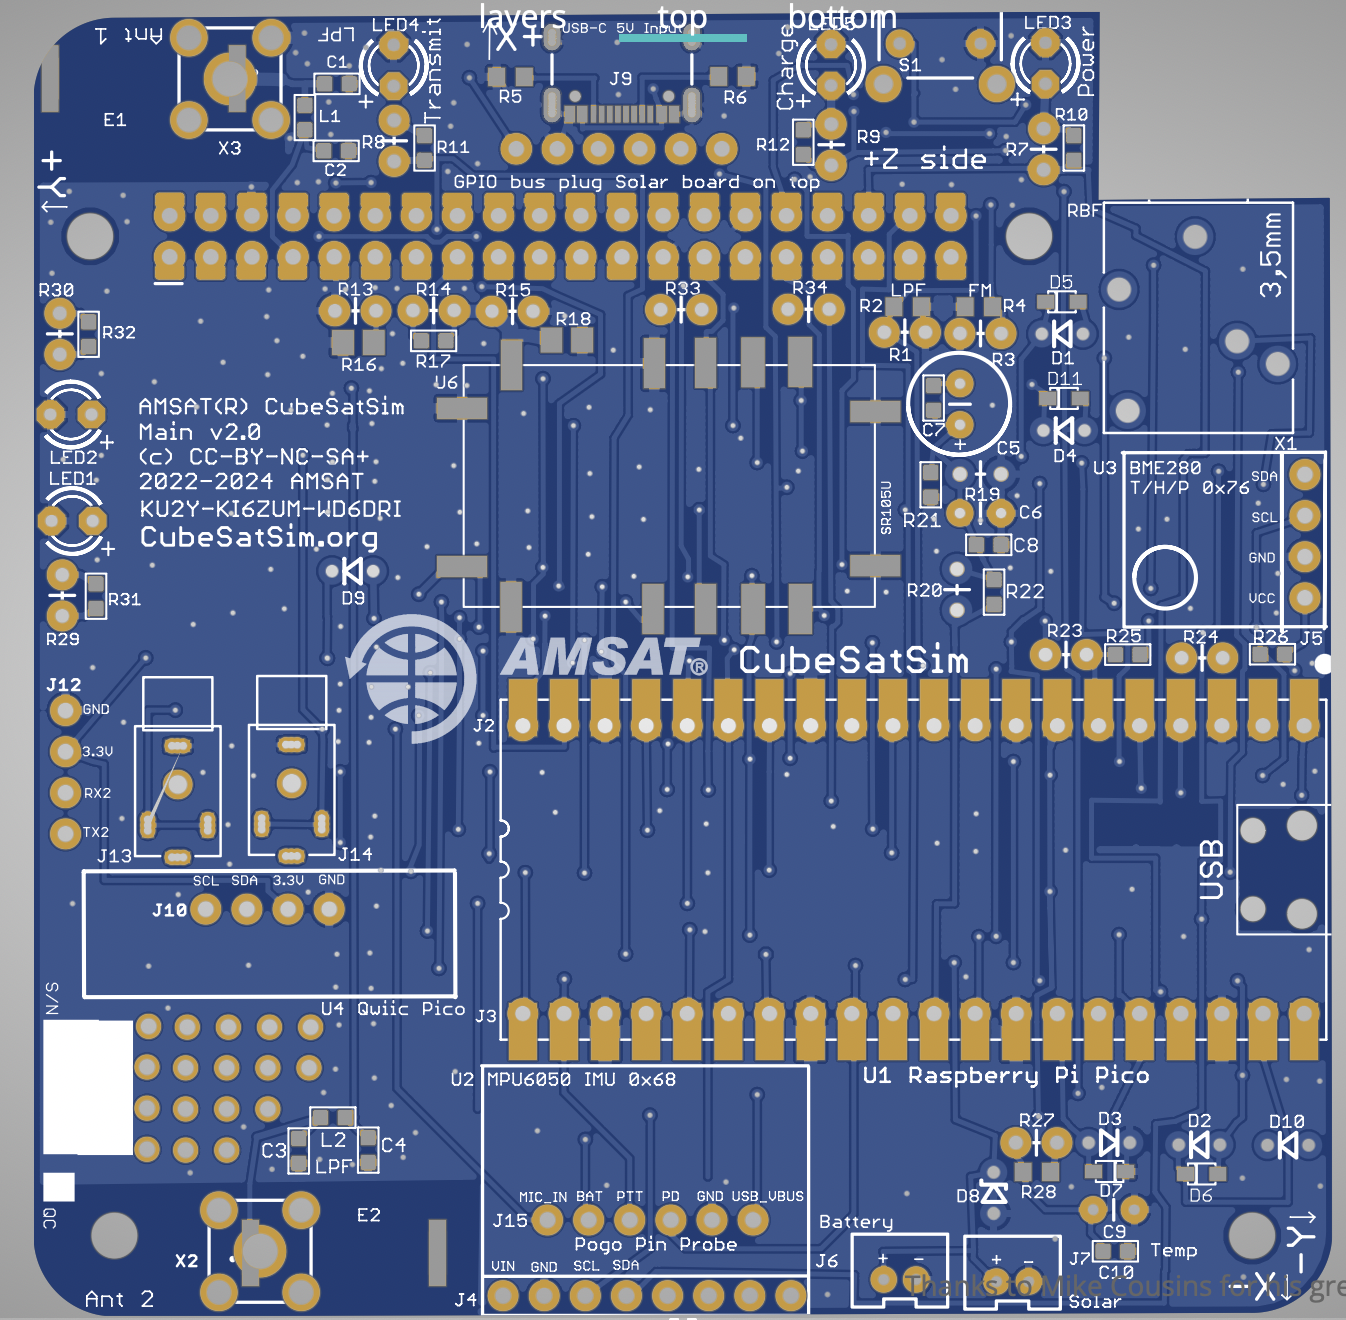 layers top bottom
Ant 1
LPF
LED4
Transmit
X+
USB-C 5V Input
Charge
S1
LED3
Power
C1
E1
L1
X3
C2
R8
R11
R5
J9
R6
R12
R9
+Z side
R7
R10
+Y
GPIO bus plug Solar board on top
RBF
3,5mm
X1
R30
R32
R13
R14
R15
R16
R17
R18
R33
R34
LPF
FM
R2
R4
R1
R3
D5
D1
D11
D4
U6
C7
C5
SR105U
R21
R19
C6
C8
R20
R22
AMSAT(R) CubeSatSim
Main v2.0
(c) CC-BY-NC-SA+
2022-2024 AMSAT
KU2Y-KI6ZUM-WD6DRI
CubeSatSim.org
LED2
LED1
D9
R31
R29
U3
BME280
T/H/P 0x76
SDA
SCL
GND
VCC
J5
R23
R25
R24
R26
AMSAT®
CubeSatSim
J12
GND
3.3V
RX2
TX2
J13
J14
J2
USB
SCL SDA 3.3V GND
J10
U4 Qwiic Pico
N/S
J3
U1 Raspberry Pi Pico
U2
MPU6050 IMU 0x68
L2
LPF
C3
C4
QC
X2
E2
Ant 2
MIC_IN BAT PTT PD GND USB_VBUS
J15
Pogo Pin Probe
VIN GND SCL SDA
J4
R27
D3
D2
D10
R28
D7
D6
D8
C9
Battery
J6
J7
C10
Temp
Solar
-Y
-X
Thanks to Mike Cousins for his gre